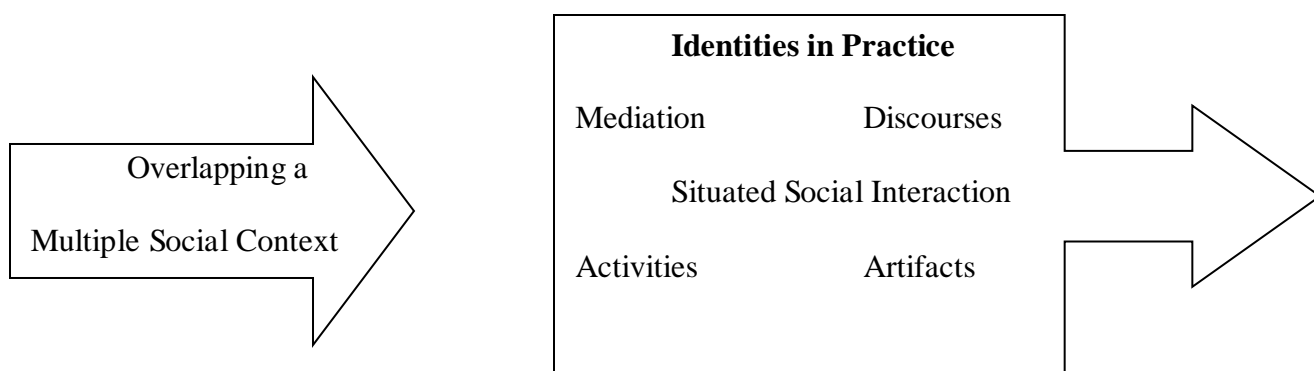 Identities in Practice
Mediation Discourses
Overlapping a
Situated Social Interaction
Multiple Social Context
Activities Artifacts